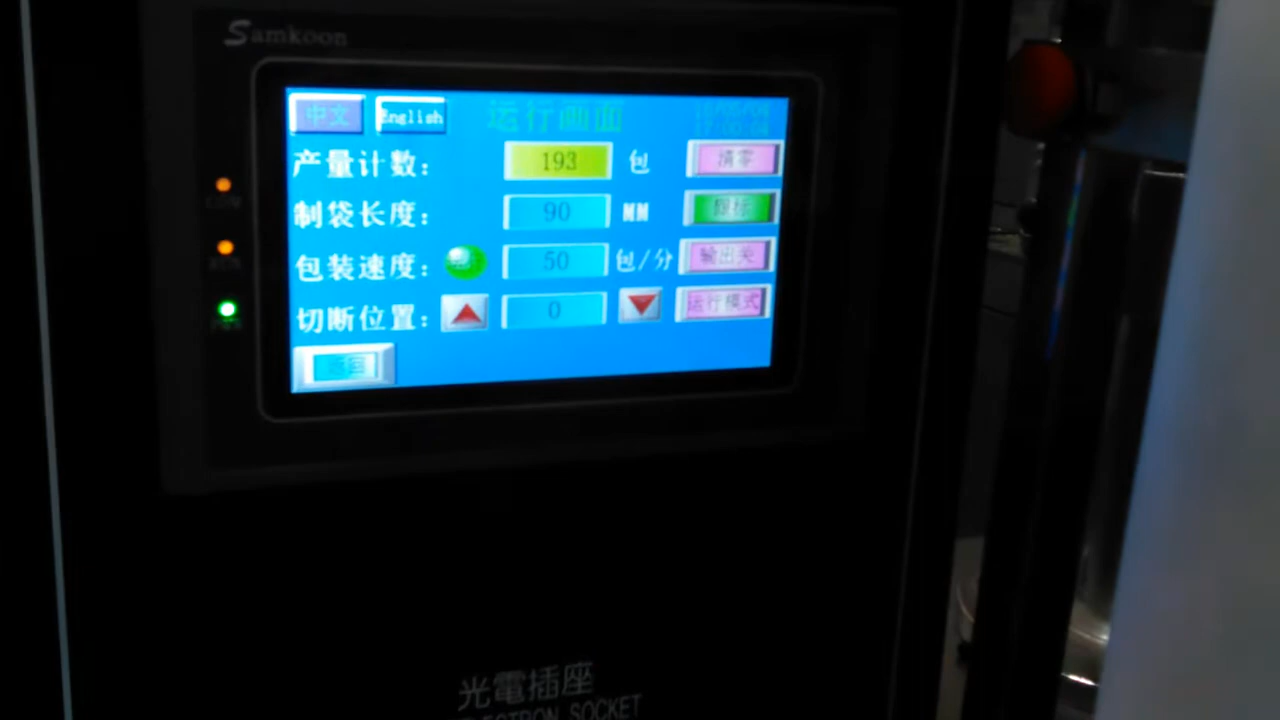 Samkoon
中文 English 运行画面
产量计数： 193 包 清零
制袋长度： 90 MM
包装速度： 50 包/分 输出关
切断位置： 0 运行模式
光電插座
SOCKET